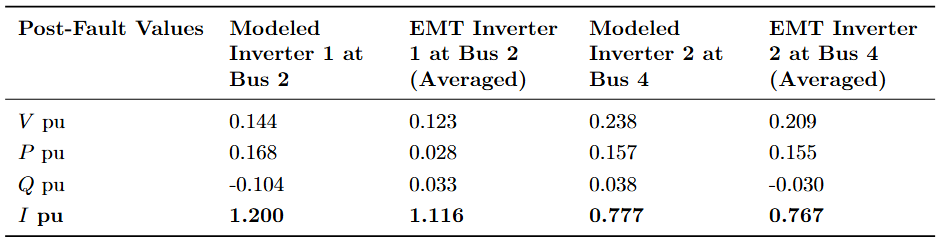 Post-Fault Values Modeled EMT Inverter Modeled EMT Inverter
Inverter 1 at 1 at Bus 2 Inverter 2 at 2 at Bus 4
Bus 2 (Averaged) Bus 4 (Averaged)
V pu 0.144 0.123 0.238 0.209
P pu 0.168 0.028 0.157 0.155
Q pu -0.104 0.033 0.038 -0.030
I pu 1.200 1.116 0.777 0.767